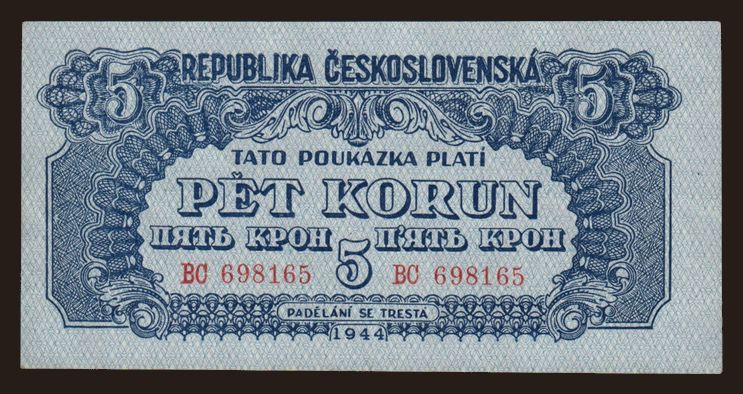 5 REPUBLIKA ČESKOSLOVENSKÁ 5
TATO POUKÁZKA PLATÍ
PĚT KORUN
ПЯТЬ КРОН 5 П'ЯТЬ КРОН
BC 698165 BC 698165
PADĚLÁNÍ SE TRESTÁ
1944